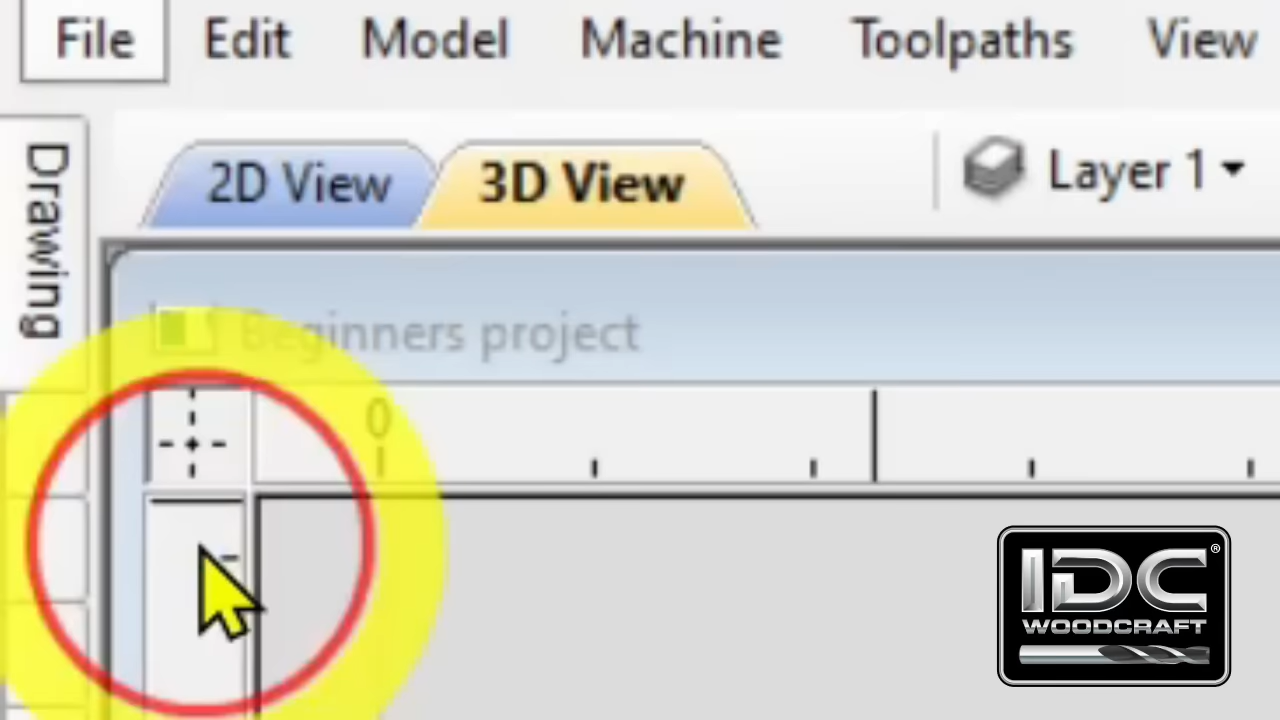 File Edit Model Machine Toolpaths View
2D View 3D View Layer 1
Drawing
Beginners project
0
IDC®
WOODCRAFT